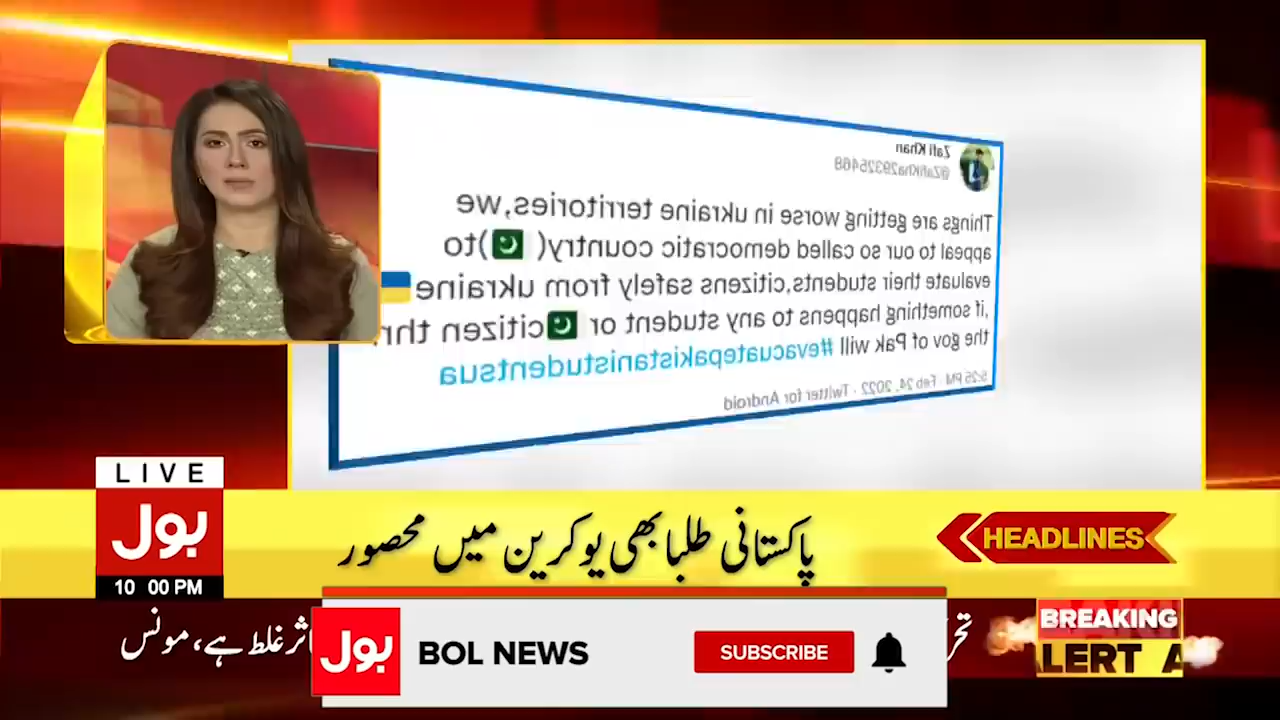 Zafi Khan
@ZafiKha29325468
Things are getting worse in ukraine territories,we
appeal to our so called democratic country( )to
evaluate their students,citizens safely from ukraine
,if something happens to any student or citizen thr
the gov of Pak will #evacuatepakistanistudentsua
5:25 PM · Feb 24, 2022 · Twitter for Android
LIVE
بول
10 00 PM
پاکستانی طلبا بھی یوکرین میں محصور
HEADLINES
اثر غلط ہے، مونس
بول
BOL NEWS
SUBSCRIBE
BREAKING
LERT A